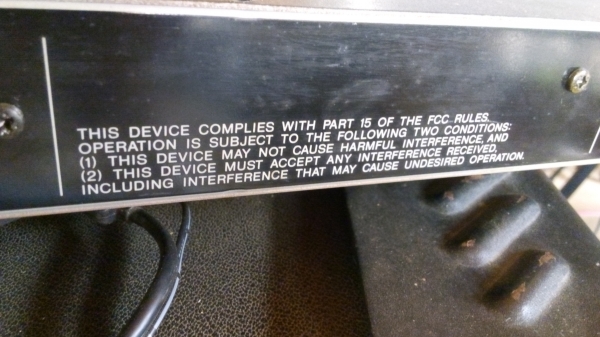 THIS DEVICE COMPLIES WITH PART 15 OF THE FCC RULES.
OPERATION IS SUBJECT TO THE FOLLOWING TWO CONDITIONS:
(1) THIS DEVICE MAY NOT CAUSE HARMFUL INTERFERENCE, AND
(2) THIS DEVICE MUST ACCEPT ANY INTERFERENCE RECEIVED,
INCLUDING INTERFERENCE THAT MAY CAUSE UNDESIRED OPERATION.